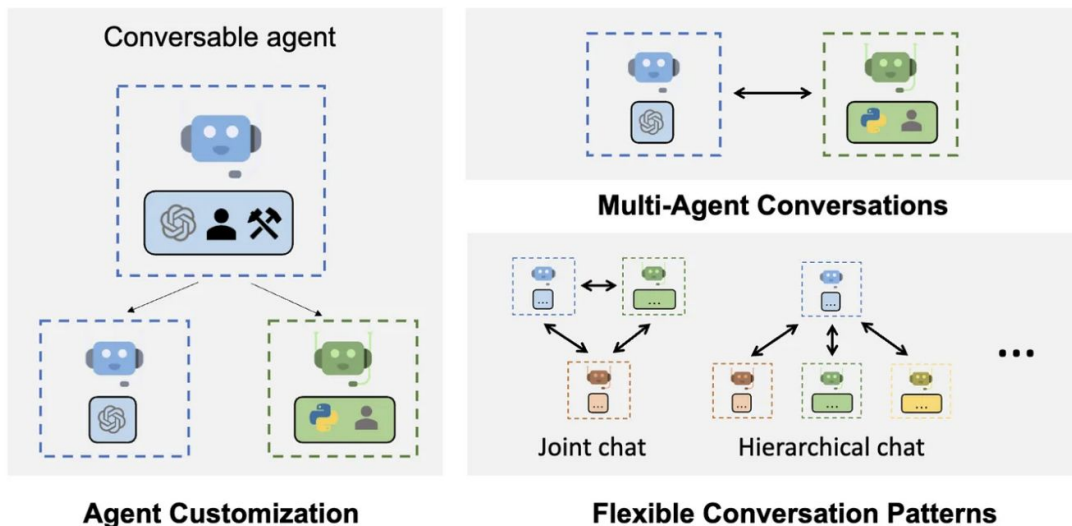 Conversable agent
Agent Customization
Multi-Agent Conversations
...
...
...
...
...
...
...
...
Joint chat
Hierarchical chat
Flexible Conversation Patterns